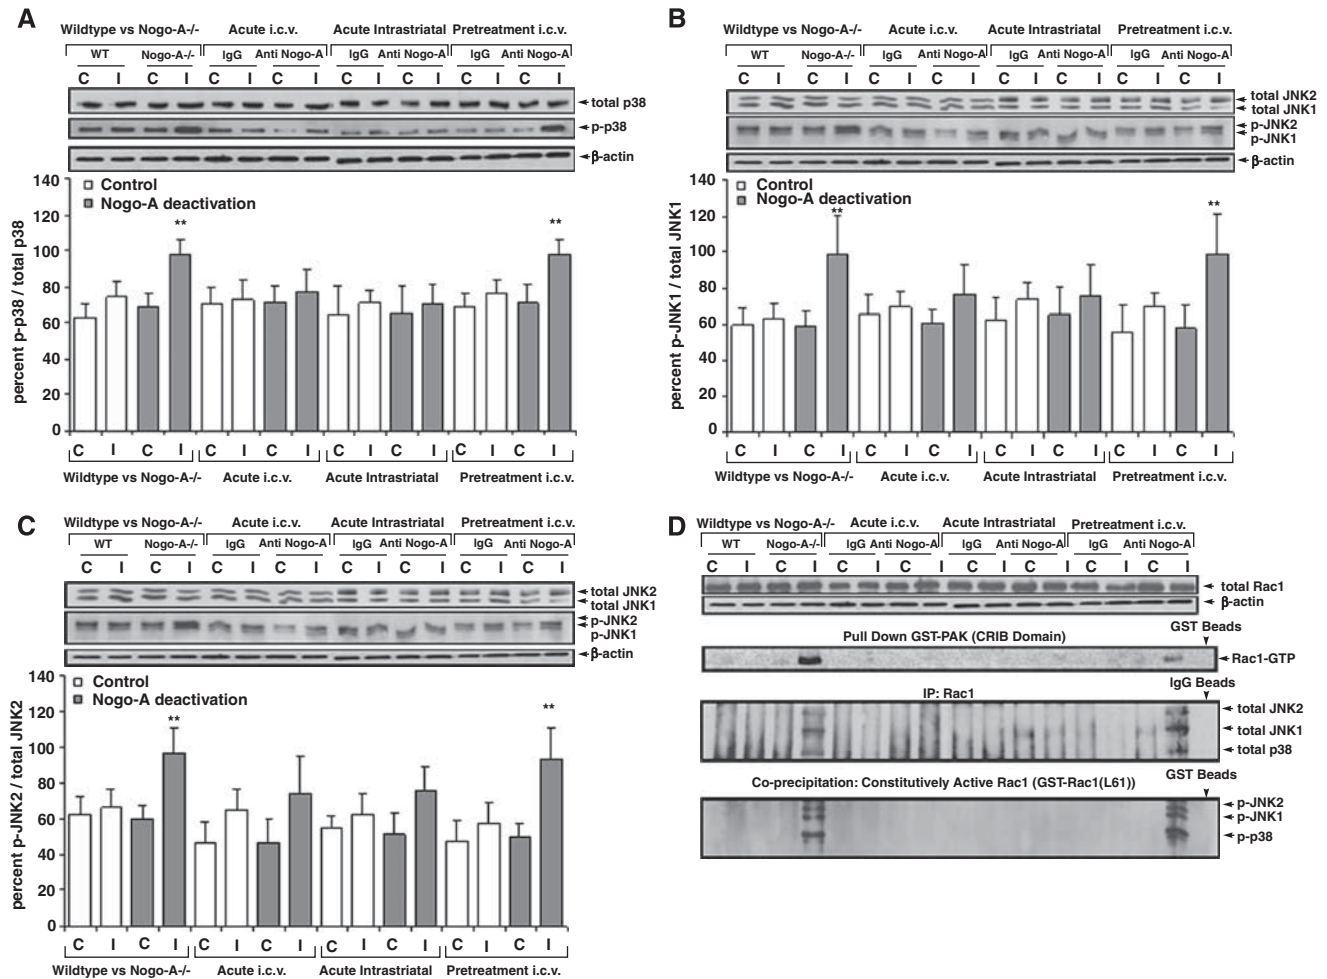 A
Wildtype vs Nogo-A-/- Acute i.c.v. Acute Intrastriatal Pretreatment i.c.v.
WT Nogo-A-/- IgG Anti Nogo-A IgG Anti Nogo-A IgG Anti Nogo-A
C I C I C I C I C I C I C I C I
total p38
p-p38
β-actin
140
120
100
80
60
40
20
0
percent p-p38 / total p38
Control
Nogo-A deactivation
** **
C I C I C I C I C I C I C I C I
Wildtype vs Nogo-A-/- Acute i.c.v. Acute Intrastriatal Pretreatment i.c.v.
B
Wildtype vs Nogo-A-/- Acute i.c.v. Acute Intrastriatal Pretreatment i.c.v.
WT Nogo-A-/- IgG Anti Nogo-A IgG Anti Nogo-A IgG Anti Nogo-A
C I C I C I C I C I C I C I C I
total JNK2
total JNK1
p-JNK2
p-JNK1
β-actin
140
120
100
80
60
40
20
0
percent p-JNK1 / total JNK1
Control
Nogo-A deactivation
** **
C I C I C I C I C I C I C I C I
Wildtype vs Nogo-A-/- Acute i.c.v. Acute Intrastriatal Pretreatment i.c.v.
C
Wildtype vs Nogo-A-/- Acute i.c.v. Acute Intrastriatal Pretreatment i.c.v.
WT Nogo-A-/- IgG Anti Nogo-A IgG Anti Nogo-A IgG Anti Nogo-A
C I C I C I C I C I C I C I C I
total JNK2
total JNK1
p-JNK2
p-JNK1
β-actin
140
120
100
80
60
40
20
0
percent p-JNK2 / total JNK2
Control
Nogo-A deactivation
** **
C I C I C I C I C I C I C I C I
Wildtype vs Nogo-A-/- Acute i.c.v. Acute Intrastriatal Pretreatment i.c.v.
D
Wildtype vs Nogo-A-/- Acute i.c.v. Acute Intrastriatal Pretreatment i.c.v.
WT Nogo-A-/- IgG Anti Nogo-A IgG Anti Nogo-A IgG Anti Nogo-A
C I C I C I C I C I C I C I C I
total Rac1
β-actin
GST Beads
Pull Down GST-PAK (CRIB Domain)
Rac1-GTP
IgG Beads
IP: Rac1
total JNK2
total JNK1
total p38
GST Beads
Co-precipitation: Constitutively Active Rac1 (GST-Rac1(L61))
p-JNK2
p-JNK1
p-p38